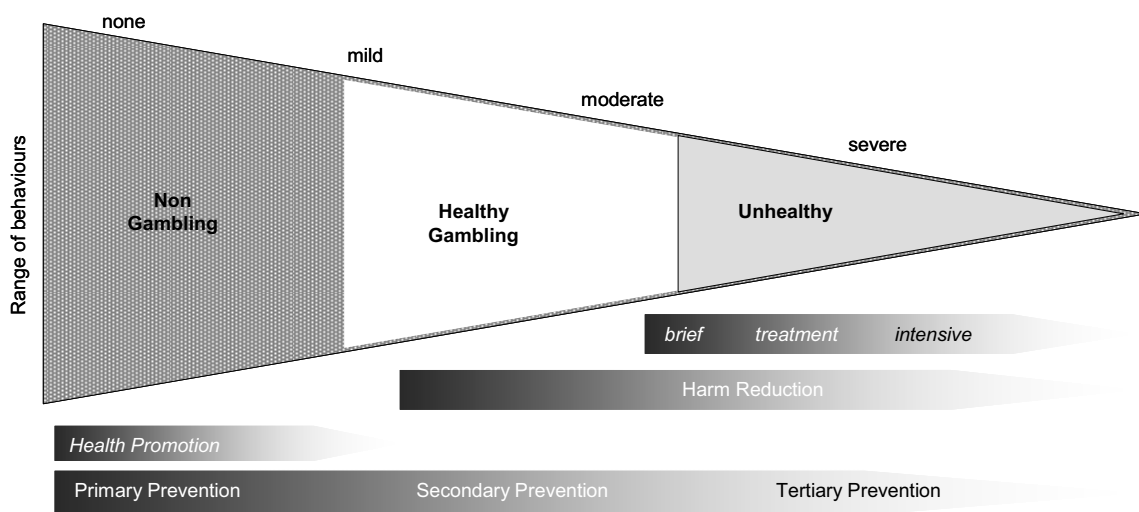 none
mild
moderate
severe
Range of behaviours
Non
Gambling
Healthy
Gambling
Unhealthy
brief treatment intensive
Harm Reduction
Health Promotion
Primary Prevention Secondary Prevention Tertiary Prevention